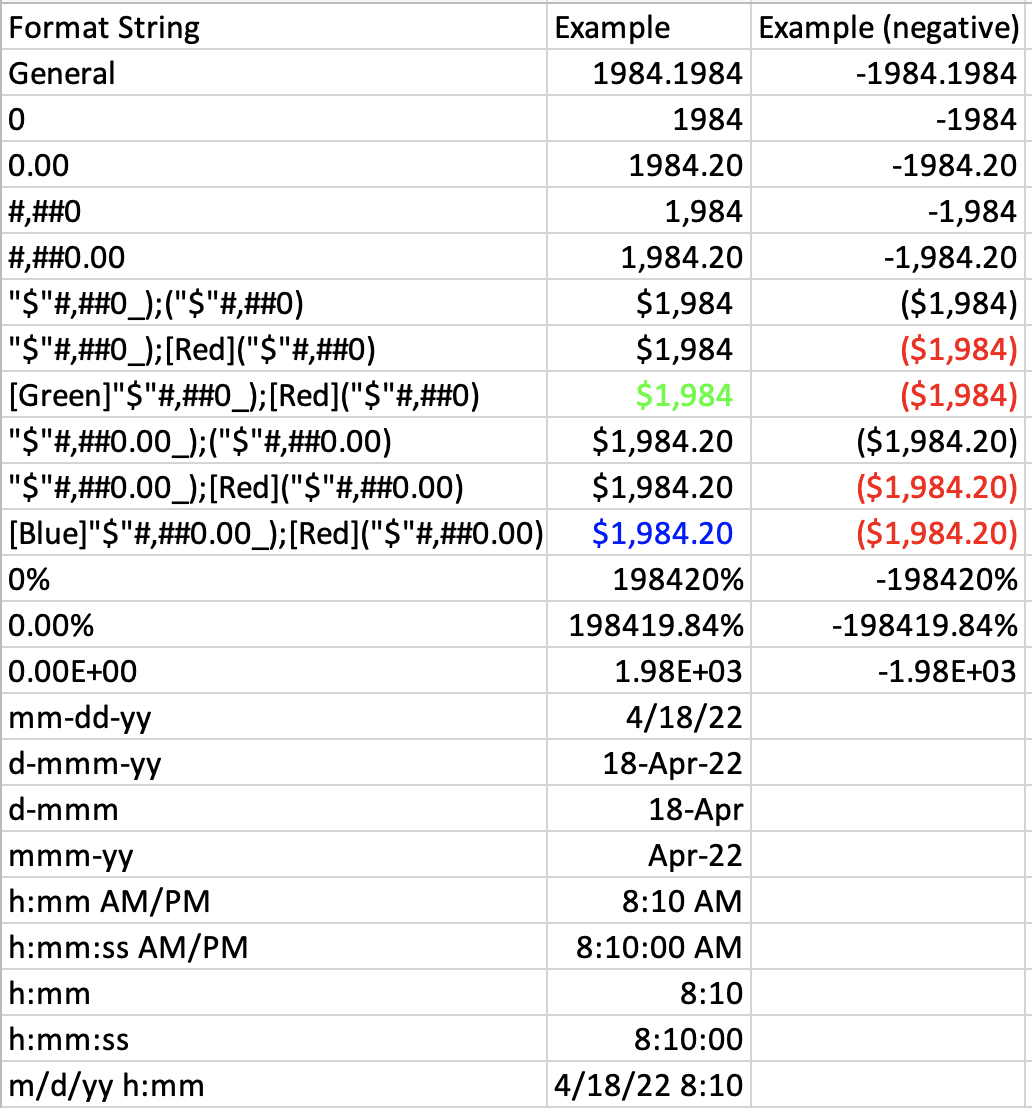 Format String Example Example (negative)
General 1984.1984 -1984.1984
0 1984 -1984
0.00 1984.20 -1984.20
#,##0 1,984 -1,984
#,##0.00 1,984.20 -1,984.20
"$"#,##0_);("$"#,##0) $1,984 ($1,984)
"$"#,##0_);[Red]("$"#,##0) $1,984 ($1,984)
[Green]"$"#,##0_);[Red]("$"#,##0) $1,984 ($1,984)
"$"#,##0.00_);("$"#,##0.00) $1,984.20 ($1,984.20)
"$"#,##0.00_);[Red]("$"#,##0.00) $1,984.20 ($1,984.20)
[Blue]"$"#,##0.00_);[Red]("$"#,##0.00) $1,984.20 ($1,984.20)
0% 198420% -198420%
0.00% 198419.84% -198419.84%
0.00E+00 1.98E+03 -1.98E+03
mm-dd-yy 4/18/22
d-mmm-yy 18-Apr-22
d-mmm 18-Apr
mmm-yy Apr-22
h:mm AM/PM 8:10 AM
h:mm:ss AM/PM 8:10:00 AM
h:mm 8:10
h:mm:ss 8:10:00
m/d/yy h:mm 4/18/22 8:10